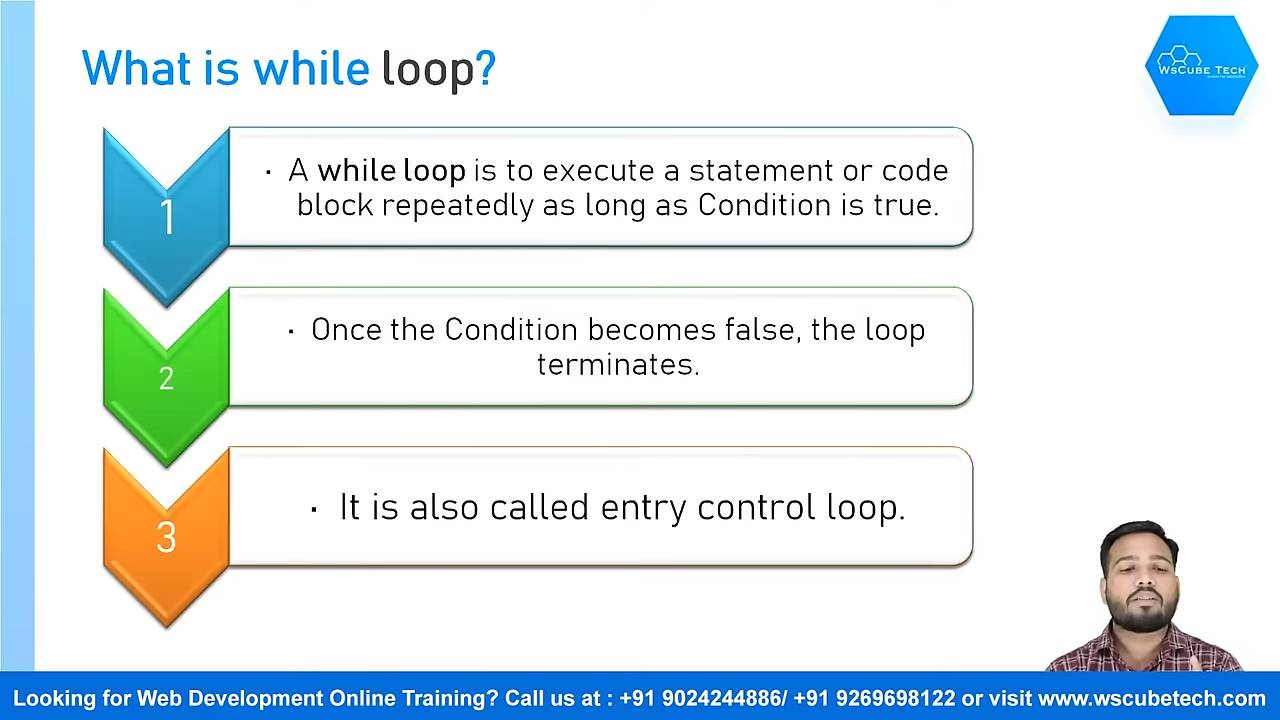 What is while loop?
WsCube Tech
1
· A while loop is to execute a statement or code
block repeatedly as long as Condition is true.
2
· Once the Condition becomes false, the loop
terminates.
3
· It is also called entry control loop.
Looking for Web Development Online Training? Call us at : +91 9024244886/ +91 9269698122 or visit www.wscubetech.com